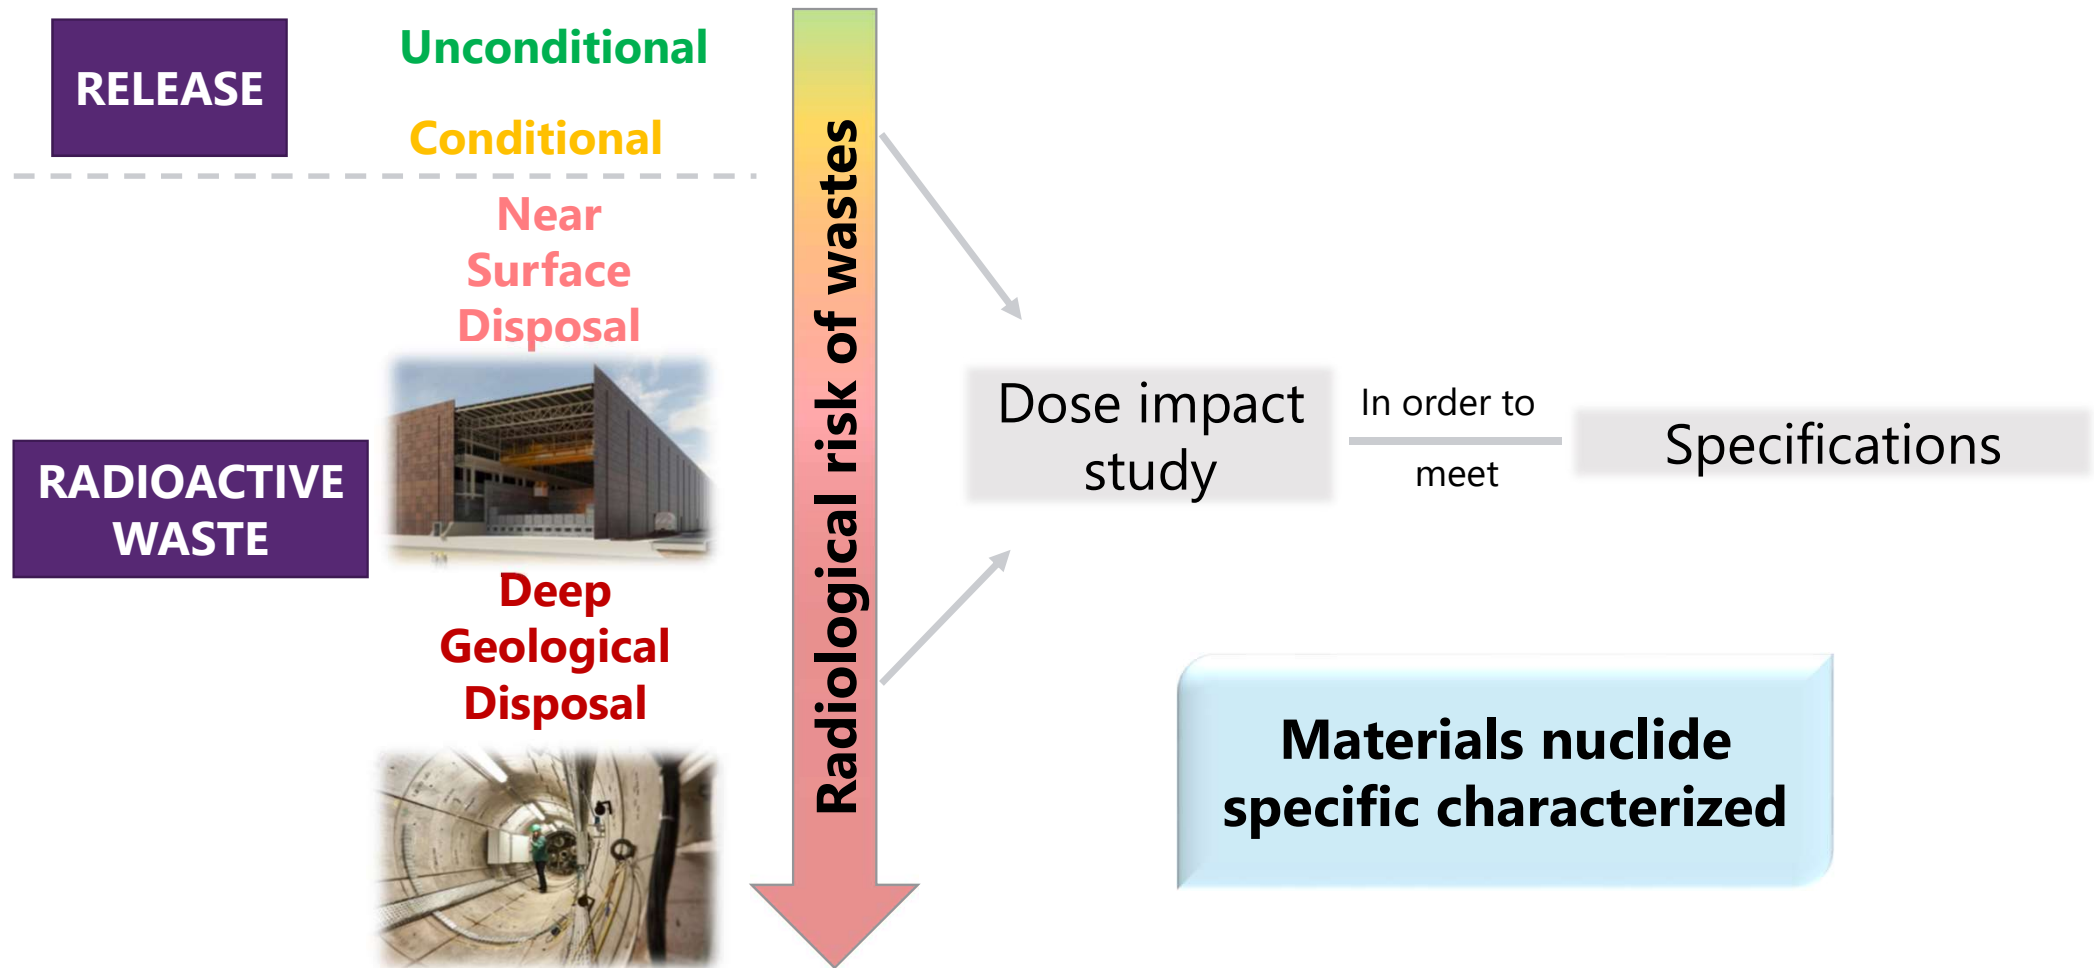 RELEASE
Unconditional
Conditional
Near
Surface
Disposal
RADIOACTIVE
WASTE
Deep
Geological
Disposal
Radiological risk of wastes
Dose impact
study
In order to
meet
Specifications
Materials nuclide
specific characterized